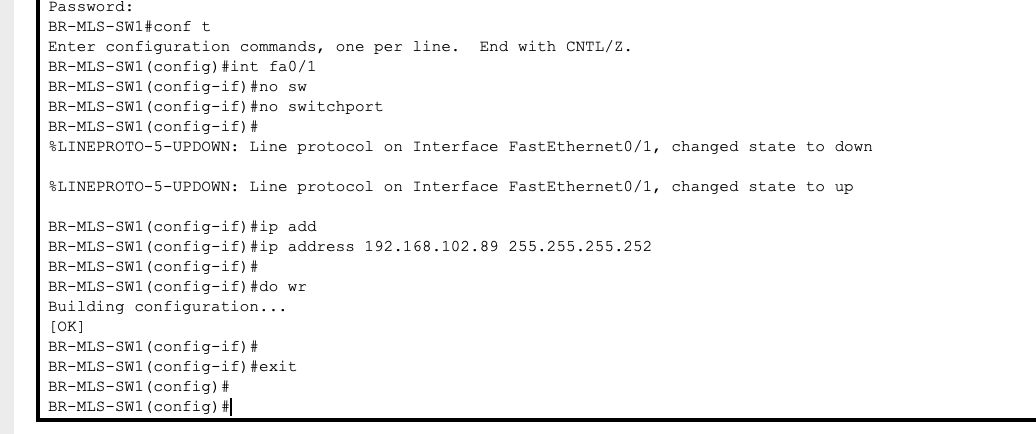 Password:
BR-MLS-SW1#conf t
Enter configuration commands, one per line.  End with CNTL/Z.
BR-MLS-SW1(config)#int fa0/1
BR-MLS-SW1(config-if)#no sw
BR-MLS-SW1(config-if)#no switchport
BR-MLS-SW1(config-if)#
%LINEPROTO-5-UPDOWN: Line protocol on Interface FastEthernet0/1, changed state to down
%LINEPROTO-5-UPDOWN: Line protocol on Interface FastEthernet0/1, changed state to up
BR-MLS-SW1(config-if)#ip add
BR-MLS-SW1(config-if)#ip address 192.168.102.89 255.255.255.252
BR-MLS-SW1(config-if)#
BR-MLS-SW1(config-if)#do wr
Building configuration...
[OK]
BR-MLS-SW1(config-if)#
BR-MLS-SW1(config-if)#exit
BR-MLS-SW1(config)#
BR-MLS-SW1(config)#